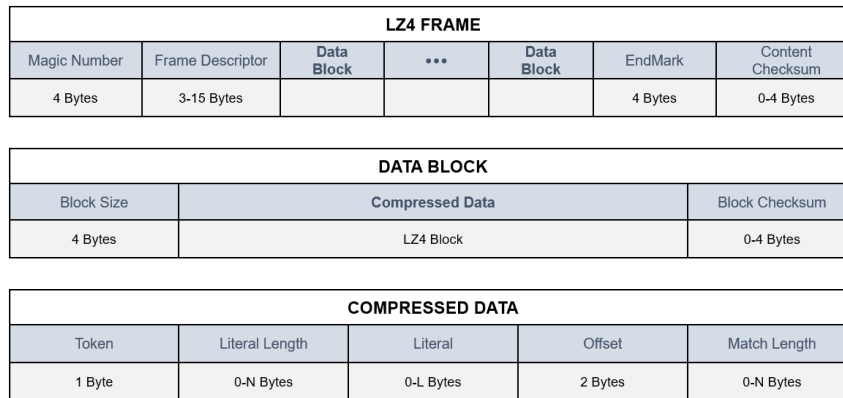 LZ4 FRAME
Magic Number Frame Descriptor Data Block ••• Data Block EndMark Content Checksum
4 Bytes 3-15 Bytes 4 Bytes 0-4 Bytes
DATA BLOCK
Block Size Compressed Data Block Checksum
4 Bytes LZ4 Block 0-4 Bytes
COMPRESSED DATA
Token Literal Length Literal Offset Match Length
1 Byte 0-N Bytes 0-L Bytes 2 Bytes 0-N Bytes